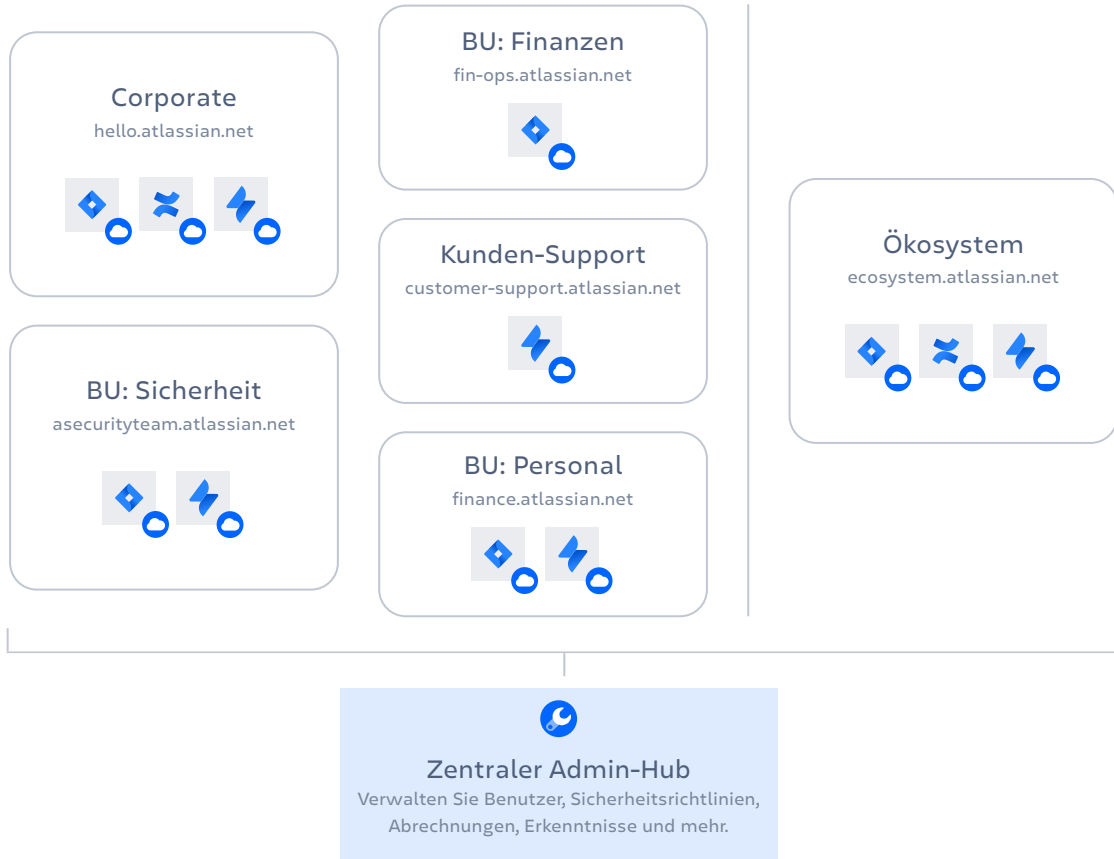 Corporate
hello.atlassian.net
BU: Sicherheit
asecurityteam.atlassian.net
BU: Finanzen
fin-ops.atlassian.net
Kunden-Support
customer-support.atlassian.net
BU: Personal
finance.atlassian.net
Ökosystem
ecosystem.atlassian.net
Zentraler Admin-Hub
Verwalten Sie Benutzer, Sicherheitsrichtlinien,
Abrechnungen, Erkenntnisse und mehr.